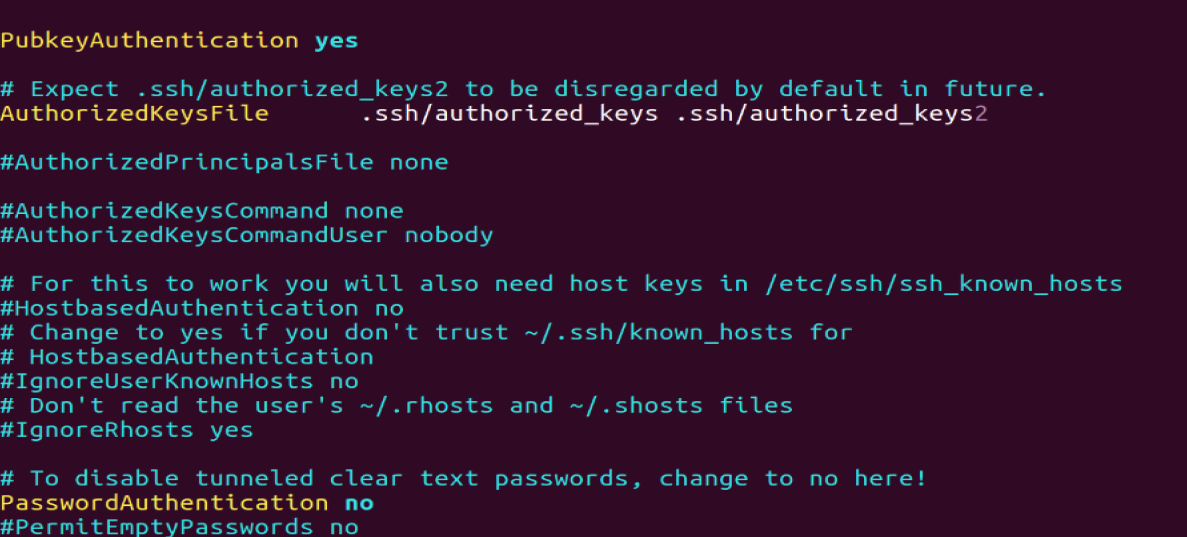 PubkeyAuthentication yes
# Expect .ssh/authorized_keys2 to be disregarded by default in future.
AuthorizedKeysFile      .ssh/authorized_keys .ssh/authorized_keys2
#AuthorizedPrincipalsFile none
#AuthorizedKeysCommand none
#AuthorizedKeysCommandUser nobody
# For this to work you will also need host keys in /etc/ssh/ssh_known_hosts
#HostbasedAuthentication no
# Change to yes if you don't trust ~/.ssh/known_hosts for
# HostbasedAuthentication
#IgnoreUserKnownHosts no
# Don't read the user's ~/.rhosts and ~/.shosts files
#IgnoreRhosts yes
# To disable tunneled clear text passwords, change to no here!
PasswordAuthentication no
#PermitEmptyPasswords no